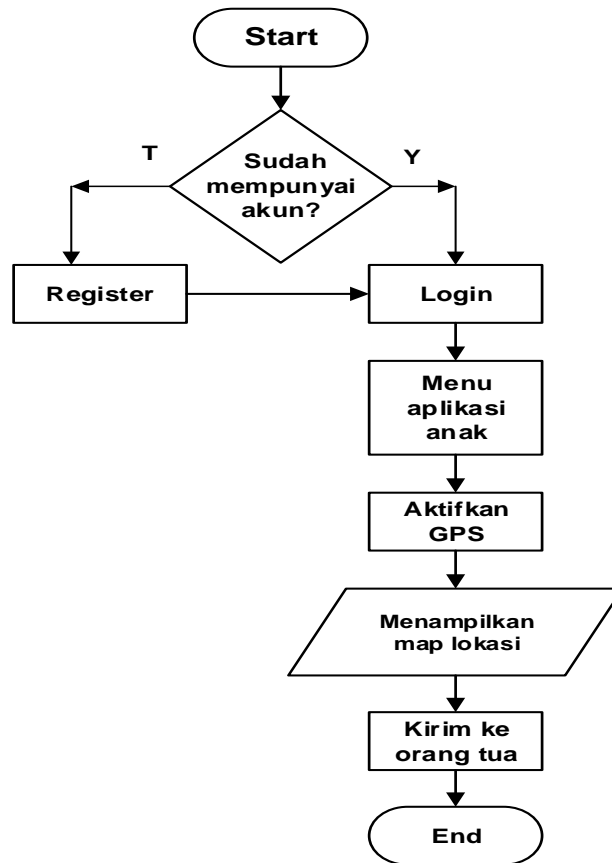 Start
T
Y
Sudah
mempunyai
akun?
Register
Login
Menu
aplikasi
anak
Aktifkan
GPS
Menampilkan
map lokasi
Kirim ke
orang tua
End